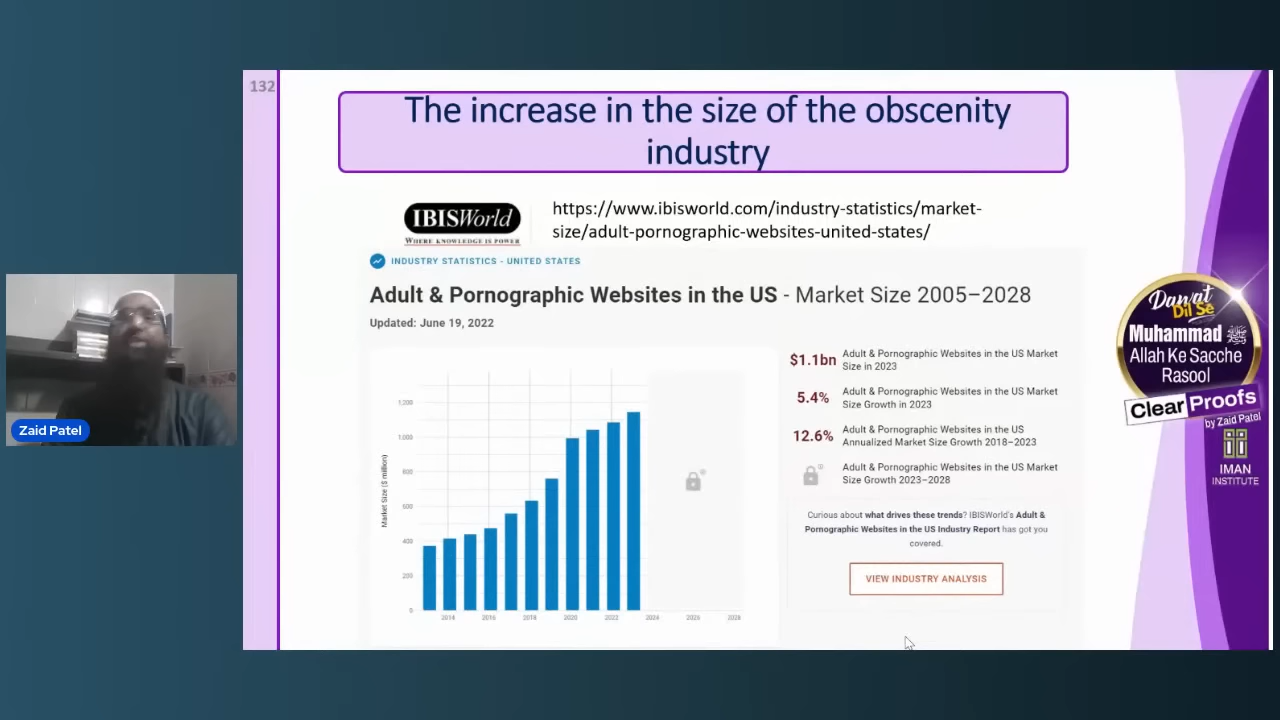 132
The increase in the size of the obscenity
industry
IBISWorld
WHERE KNOWLEDGE IS POWER
https://www.ibisworld.com/industry-statistics/market-
size/adult-pornographic-websites-united-states/
INDUSTRY STATISTICS - UNITED STATES
Adult & Pornographic Websites in the US - Market Size 2005–2028
Updated: June 19, 2022
Market Size ($ million)
1,200
1,000
800
600
400
200
0
2014
2016
2018
2020
2022
2024
2026
2028
$1.1bn
Adult & Pornographic Websites in the US Market
Size in 2023
5.4%
Adult & Pornographic Websites in the US Market
Size Growth in 2023
12.6%
Adult & Pornographic Websites in the US
Annualized Market Size Growth 2018–2023
Adult & Pornographic Websites in the US Market
Size Growth 2023–2028
Curious about what drives these trends? IBISWorld's Adult &
Pornographic Websites in the US Industry Report has got you
covered.
VIEW INDUSTRY ANALYSIS
Zaid Patel
Dawat
Dil Se
Muhammad ﷺ
Allah Ke Sacche
Rasool
Clear Proofs
by Zaid Patel
IMAN
INSTITUTE